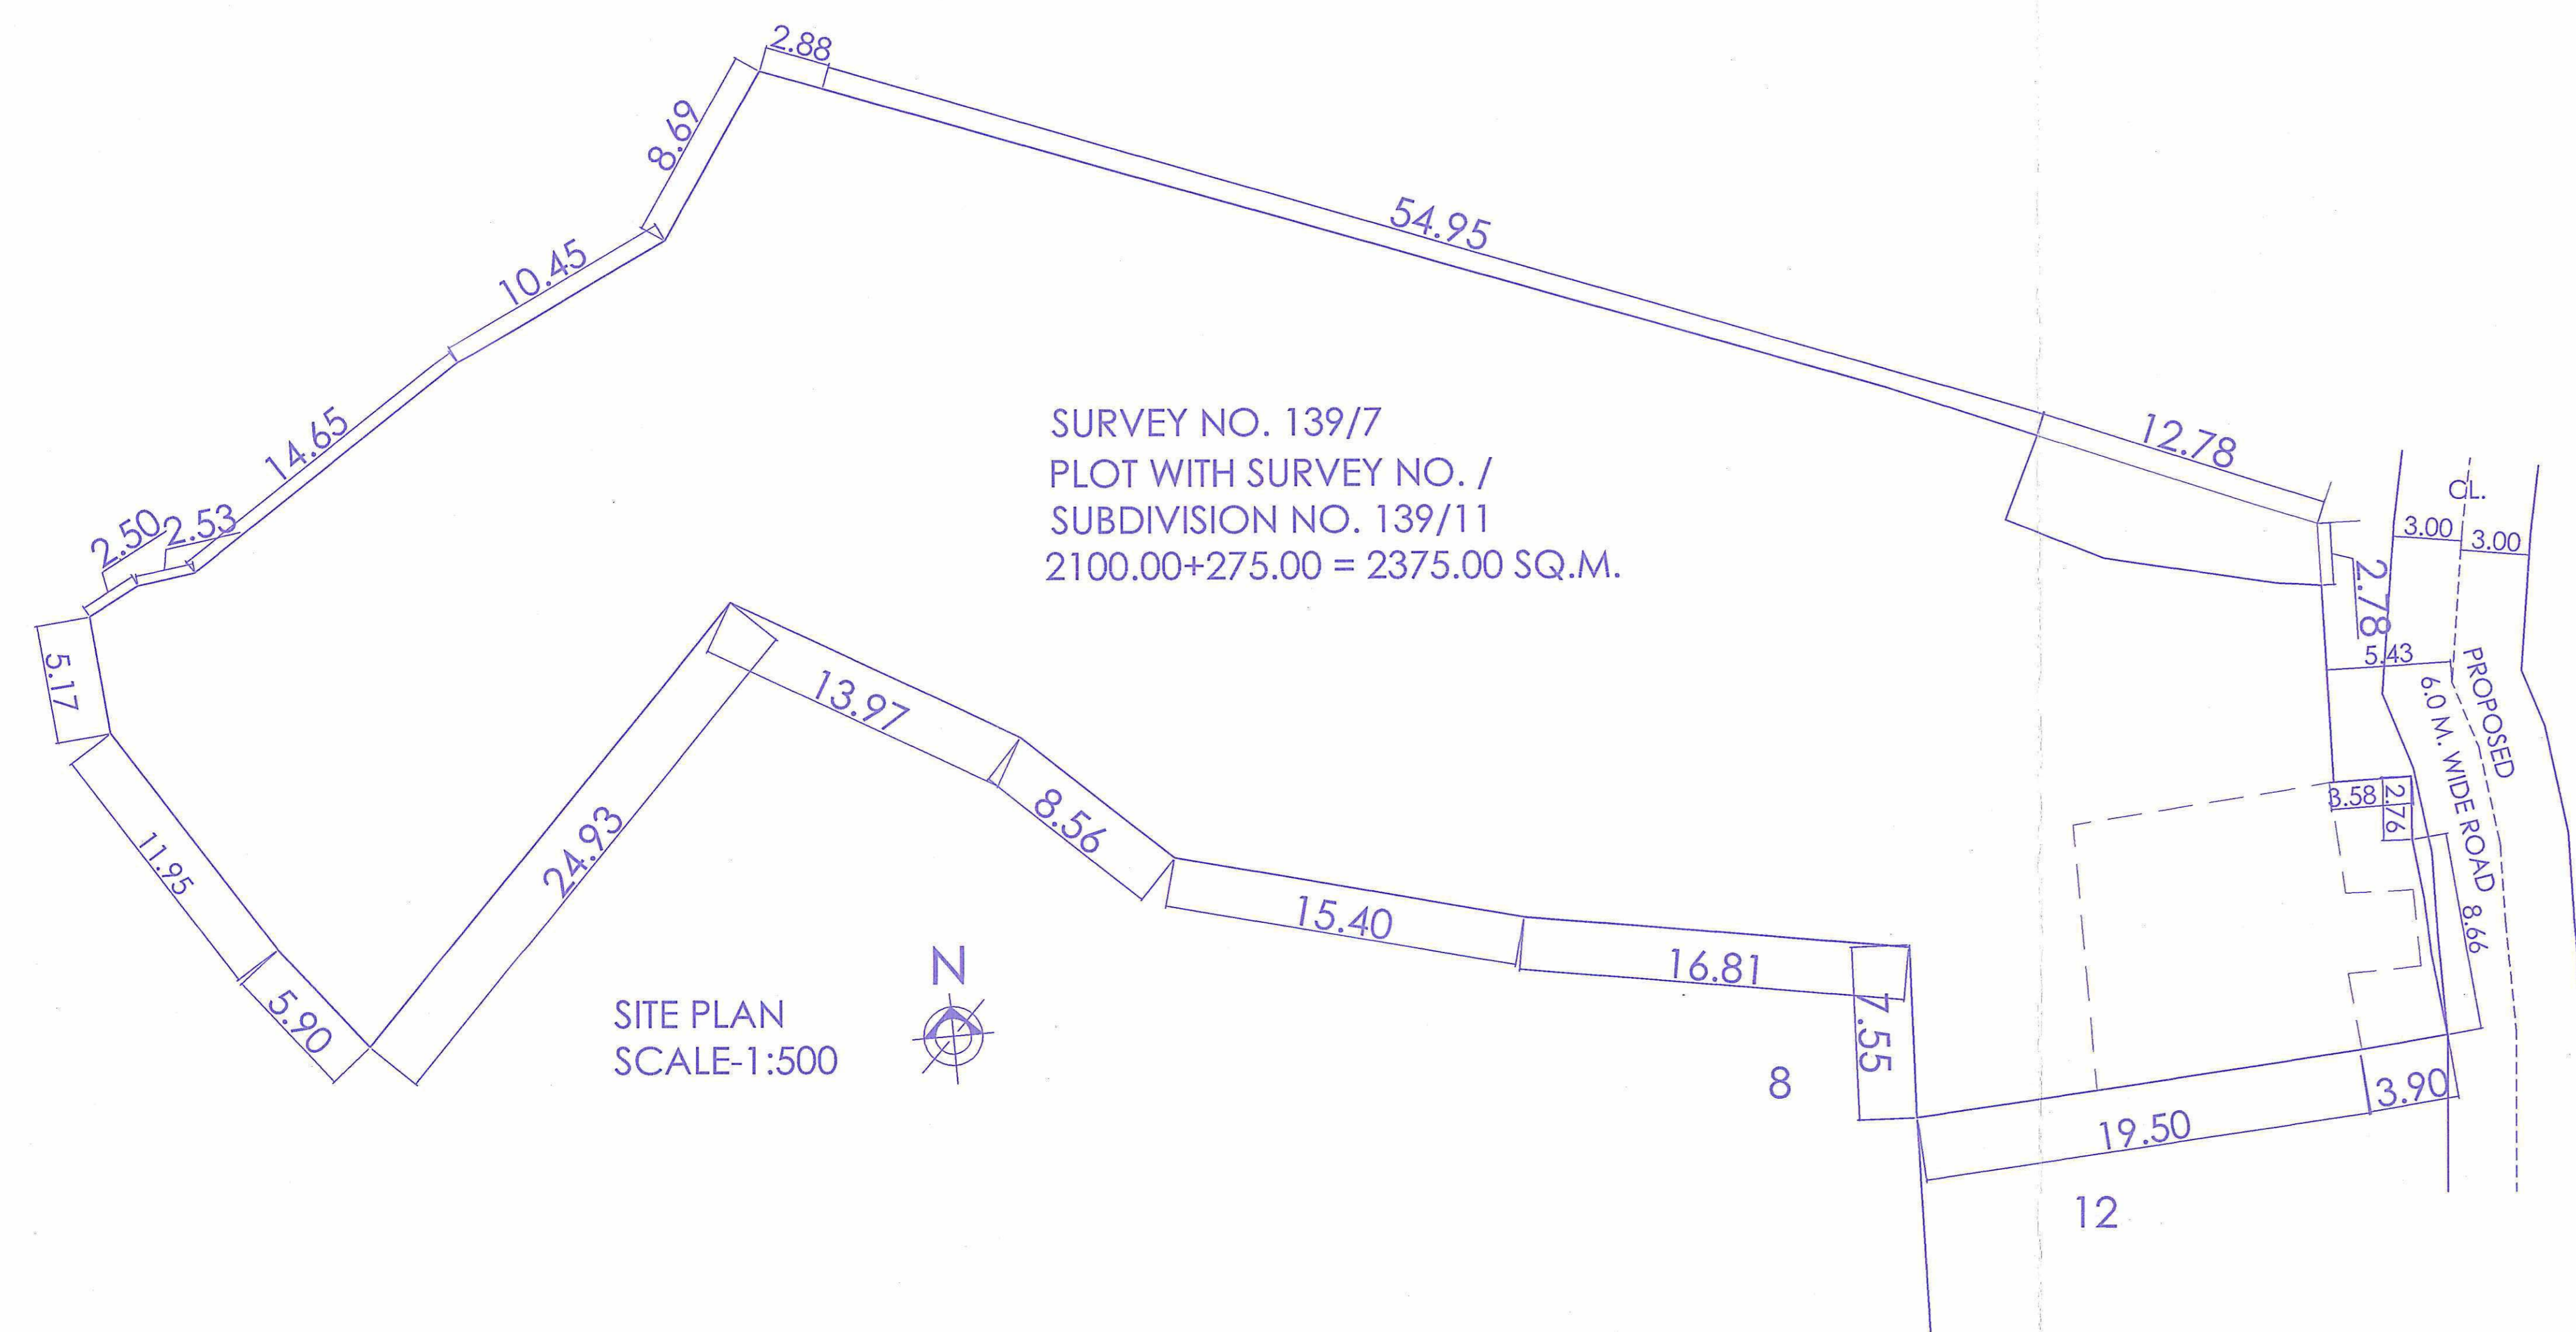 2.88
8.69
54.95
10.45
12.78
14.65
SURVEY NO. 139/7
PLOT WITH SURVEY NO. /
SUBDIVISION NO. 139/11
2100.00+275.00 = 2375.00 SQ.M.
CL.
3.00
3.00
2.50
2.53
2.78
5.17
5.43
PROPOSED
6.0 M. WIDE ROAD
13.97
3.58
2.76
8.56
11.95
24.93
8.66
15.40
16.81
7.55
5.90
N
SITE PLAN
SCALE-1:500
8
3.90
19.50
12